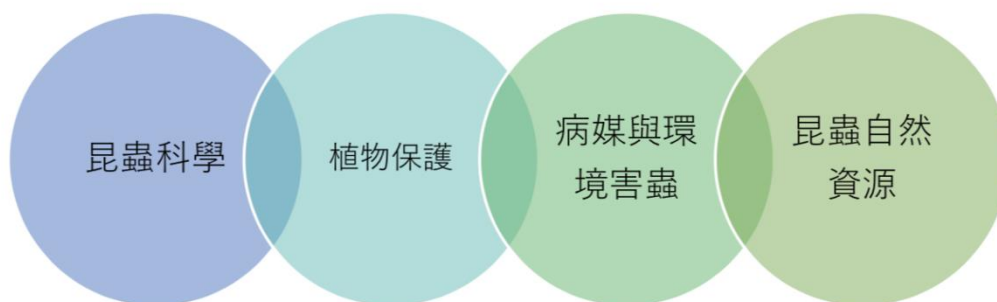 昆蟲科學
植物保護
病媒與環
境害蟲
昆蟲自然
資源